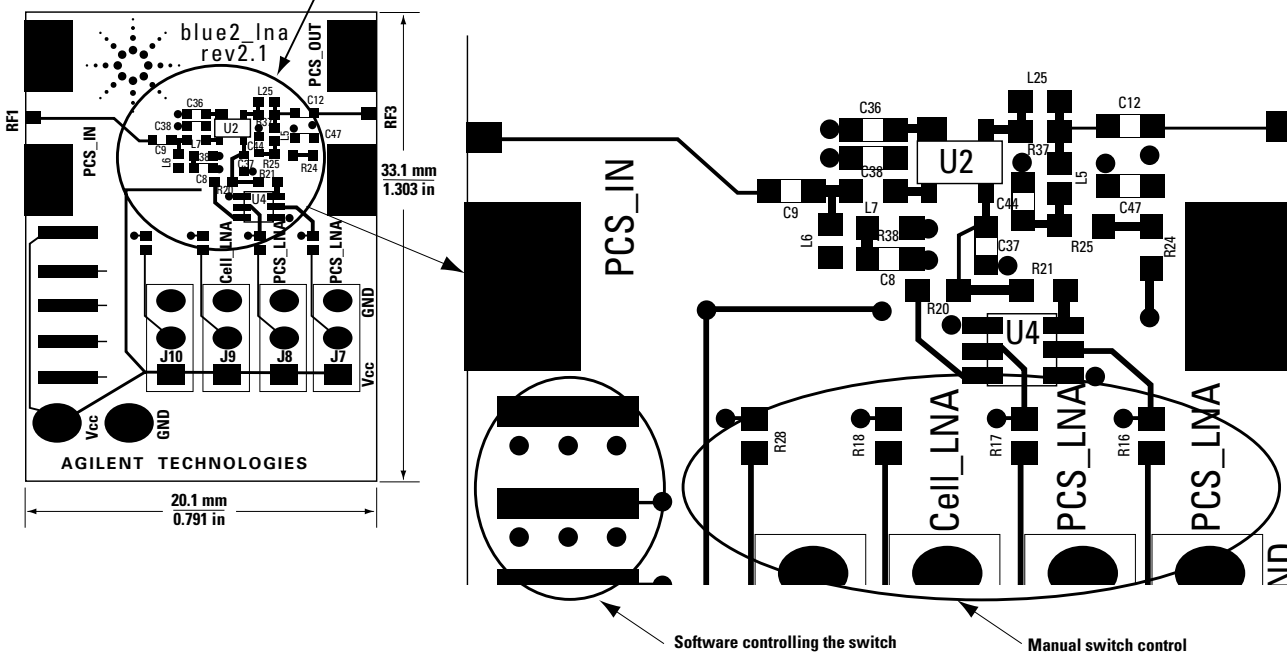 blue2_lna
rev2.1
PCS_OUT
RF1
RF3
PCS_IN
C36
L25
C12
C38
U2
R37
L5
C47
C9
L7
L6
C38
C44
C37
R25
R24
C8
R20
R21
U4
33.1 mm
1.303 in
Cell_LNA
PCS_LNA
PCS_LNA
GND
J10
J9
J8
J7
Vcc
Vcc
GND
AGILENT TECHNOLOGIES
20.1 mm
0.791 in
L25
C36
C12
U2
R37
PCS_IN
C38
L5
C9
C44
C47
L7
L6
R38
C37
R25
R24
C8
R21
R20
U4
R28
R18
Cell_LNA
R17
PCS_LNA
R16
PCS_LNA
ND
Software controlling the switch
Manual switch control